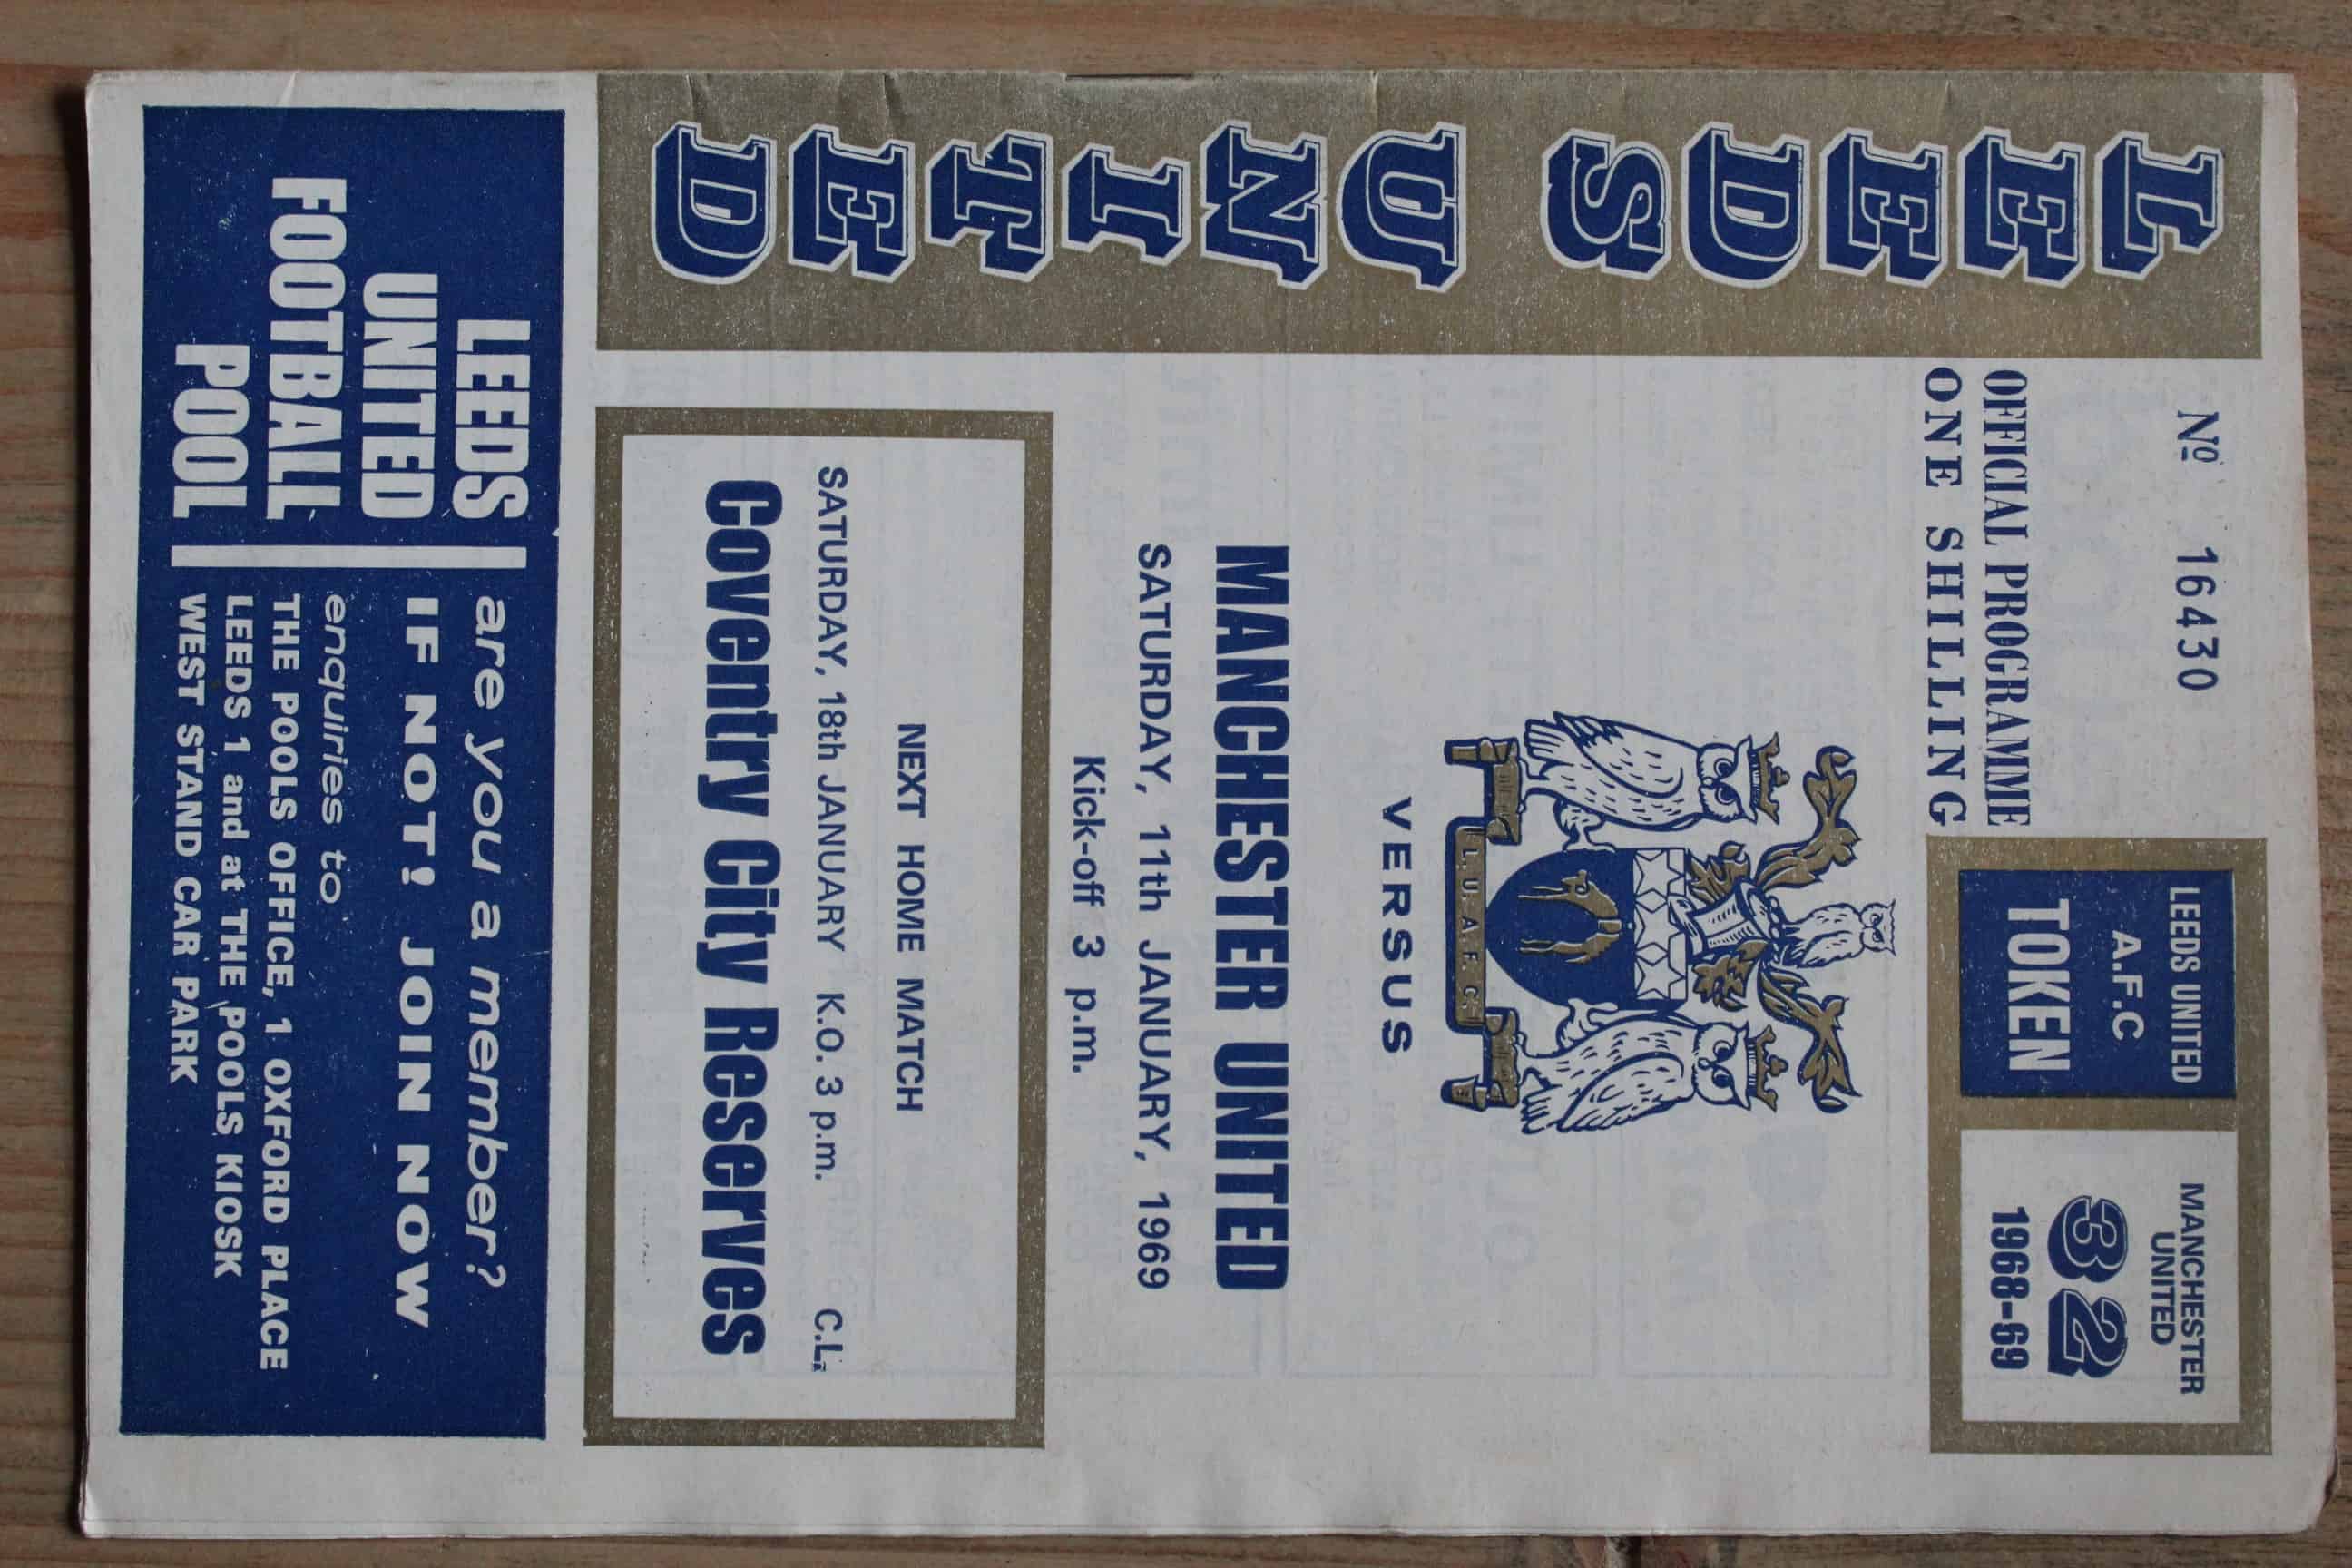 LEEDS UNITED
Nº 16430
OFFICIAL PROGRAMME
ONE SHILLING
LEEDS UNITED
A.F.C
TOKEN
MANCHESTER
UNITED
32
1968-69
L.U.A.F.C.
VERSUS
MANCHESTER UNITED
SATURDAY, 11th JANUARY, 1969
Kick-off 3 p.m.
NEXT HOME MATCH
SATURDAY, 18th JANUARY K.O. 3 p.m. C.L.
Coventry City Reserves
LEEDS
UNITED
FOOTBALL
POOL
are you a member?
IF NOT! JOIN NOW
enquiries to
THE POOLS OFFICE, 1 OXFORD PLACE
LEEDS 1 and at THE POOLS KIOSK
WEST STAND CAR PARK